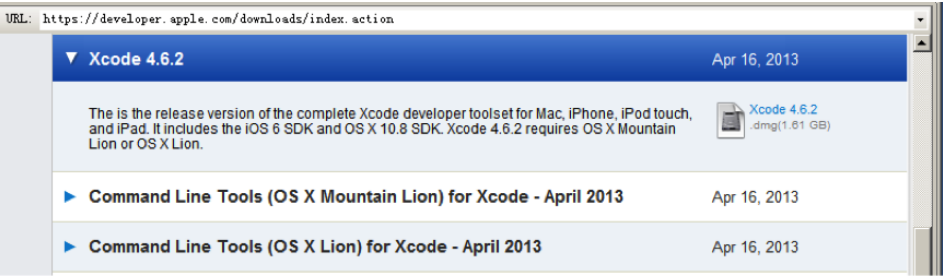 URL: https://developer.apple.com/downloads/index.action
Xcode 4.6.2 Apr 16, 2013
The is the release version of the complete Xcode developer toolset for Mac, iPhone, iPod touch,
and iPad. It includes the iOS 6 SDK and OS X 10.8 SDK. Xcode 4.6.2 requires OS X Mountain
Lion or OS X Lion.
Xcode 4.6.2
.dmg(1.61 GB)
Command Line Tools (OS X Mountain Lion) for Xcode - April 2013 Apr 16, 2013
Command Line Tools (OS X Lion) for Xcode - April 2013 Apr 16, 2013